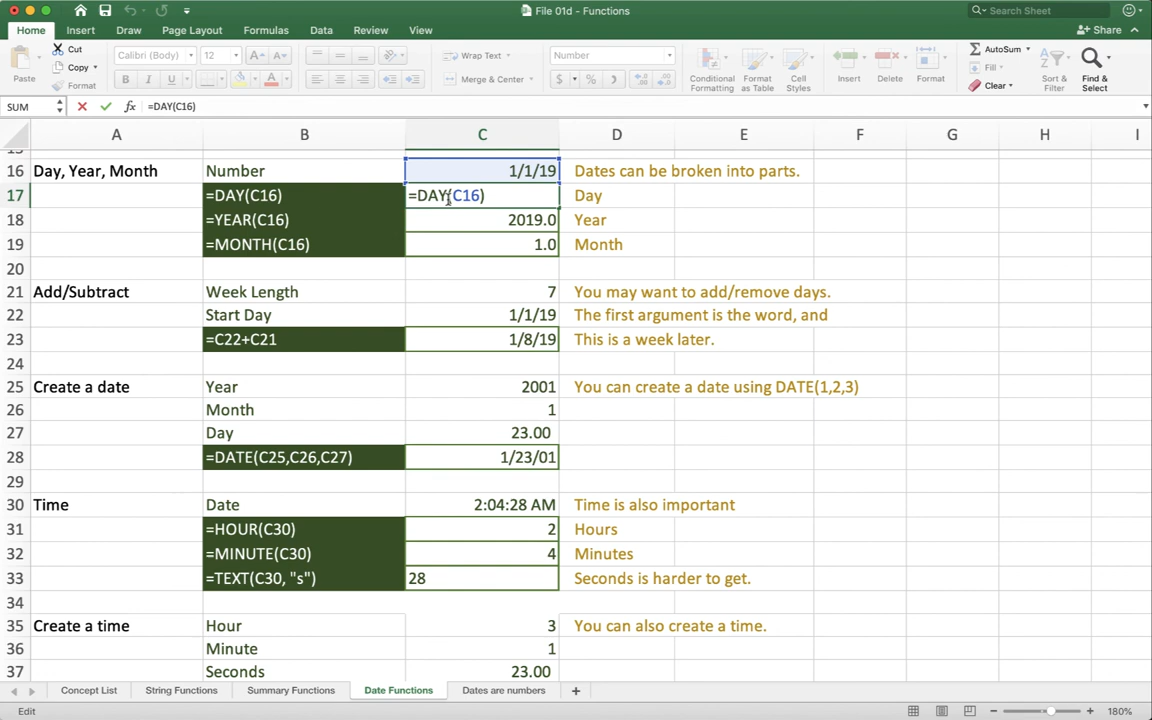 File 01d - Functions
Search Sheet
Home Insert Draw Page Layout Formulas Data Review View
Share
Paste
Cut
Copy
Format
Calibri (Body) 12
A A
B I U
Wrap Text
Merge & Center
Number
$ %
Conditional Formatting
Format as Table
Cell Styles
Insert
Delete
Format
AutoSum
Fill
Clear
Sort & Filter
Find & Select
SUM fx =DAY(C16)
A B C D E F G H I
15
16 Day, Year, Month Number 1/1/19 Dates can be broken into parts.
17 =DAY(C16) =DAY(C16) Day
18 =YEAR(C16) 2019.0 Year
19 =MONTH(C16) 1.0 Month
20
21 Add/Subtract Week Length 7 You may want to add/remove days.
22 Start Day 1/1/19 The first argument is the word, and
23 =C22+C21 1/8/19 This is a week later.
24
25 Create a date Year 2001 You can create a date using DATE(1,2,3)
26 Month 1
27 Day 23.00
28 =DATE(C25,C26,C27) 1/23/01
29
30 Time Date 2:04:28 AM Time is also important
31 =HOUR(C30) 2 Hours
32 =MINUTE(C30) 4 Minutes
33 =TEXT(C30, "s") 28 Seconds is harder to get.
34
35 Create a time Hour 3 You can also create a time.
36 Minute 1
37 Seconds 23.00
Concept List String Functions Summary Functions Date Functions Dates are numbers +
Edit 180%